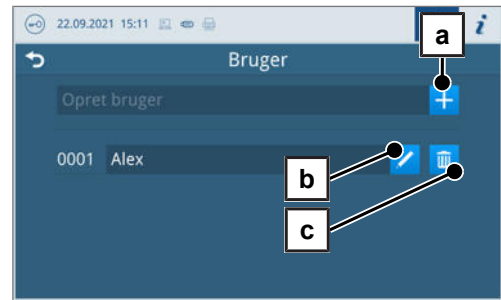 22.09.2021 15:11 i
a
Bruger
Opret bruger +
0001 Alex
b
c